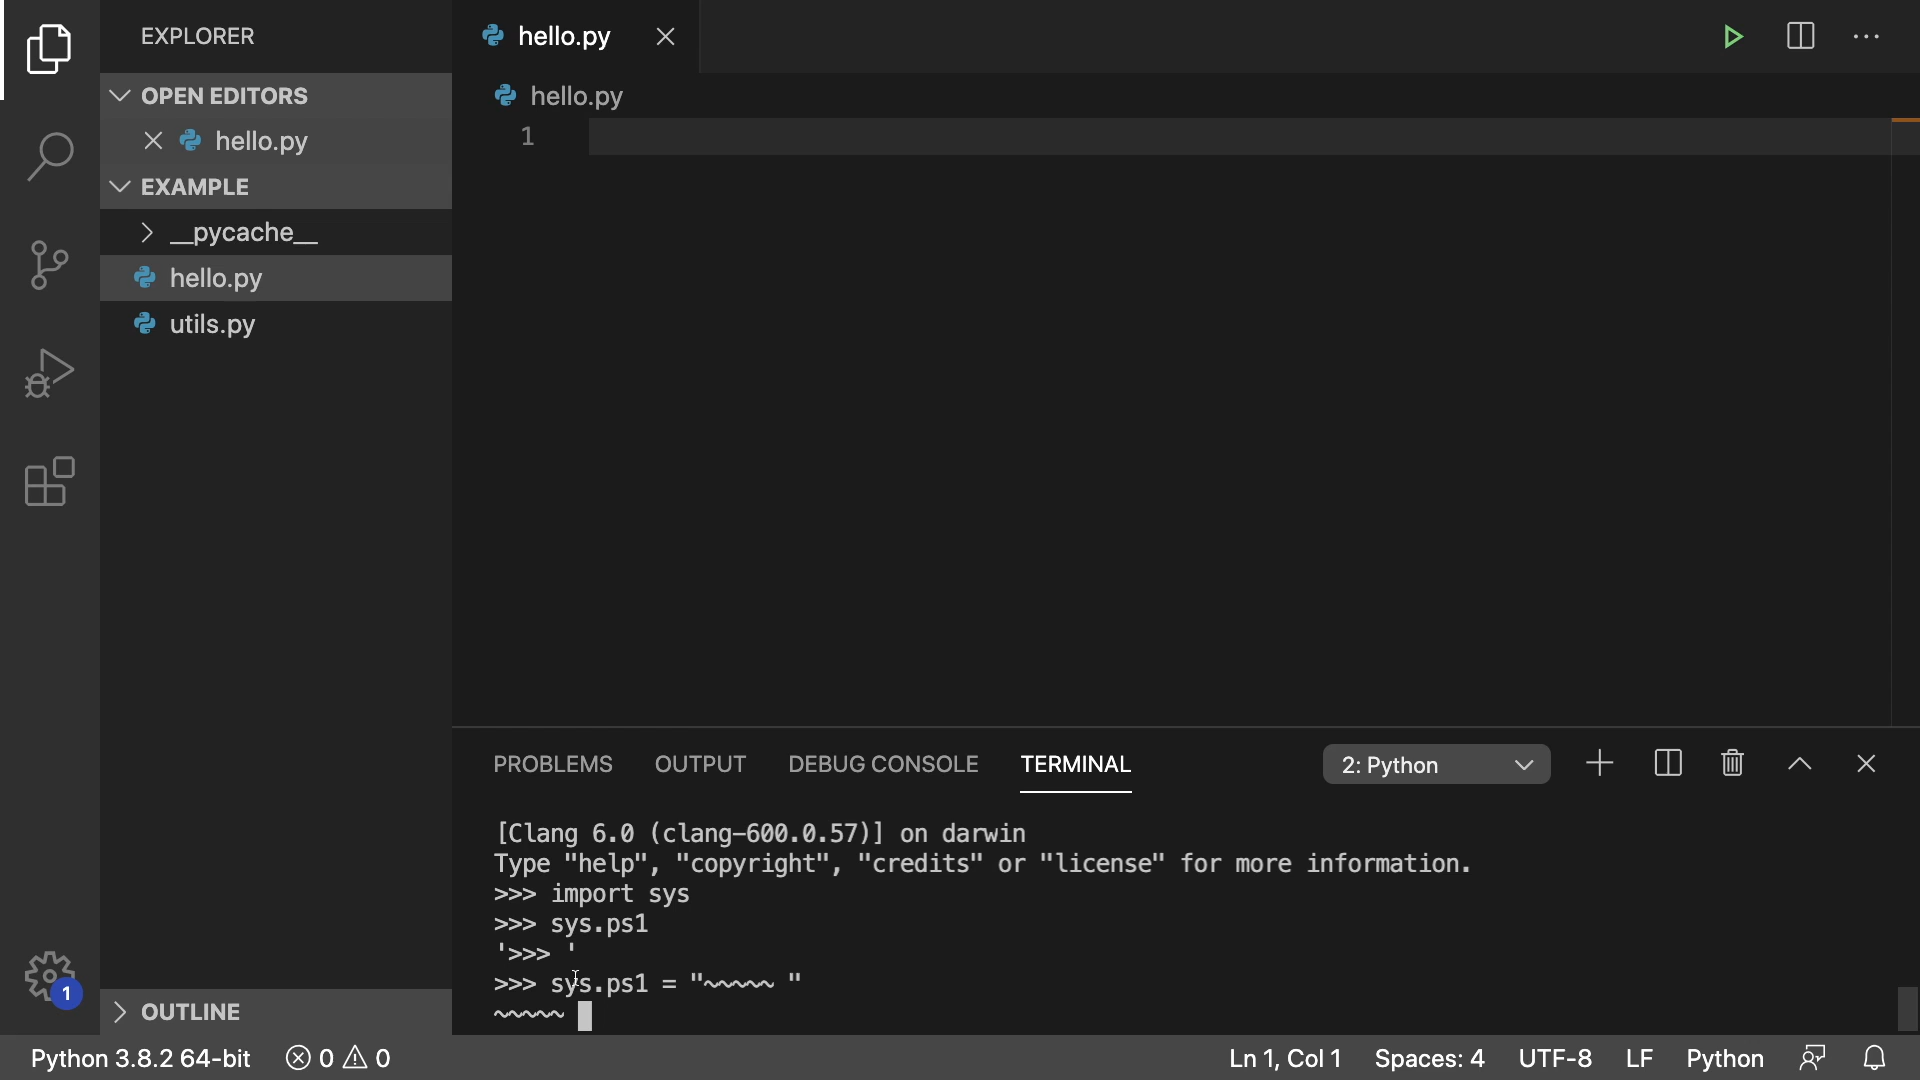 EXPLORER
OPEN EDITORS
hello.py
EXAMPLE
__pycache__
hello.py
utils.py
OUTLINE
1
hello.py
hello.py
1
PROBLEMS OUTPUT DEBUG CONSOLE TERMINAL 2: Python
[Clang 6.0 (clang-600.0.57)] on darwin
Type "help", "copyright", "credits" or "license" for more information.
>>> import sys
>>> sys.ps1
'>>> '
>>> sys.ps1 = "~~~~~ "
~~~~~
Python 3.8.2 64-bit 0 0 Ln 1, Col 1 Spaces: 4 UTF-8 LF Python